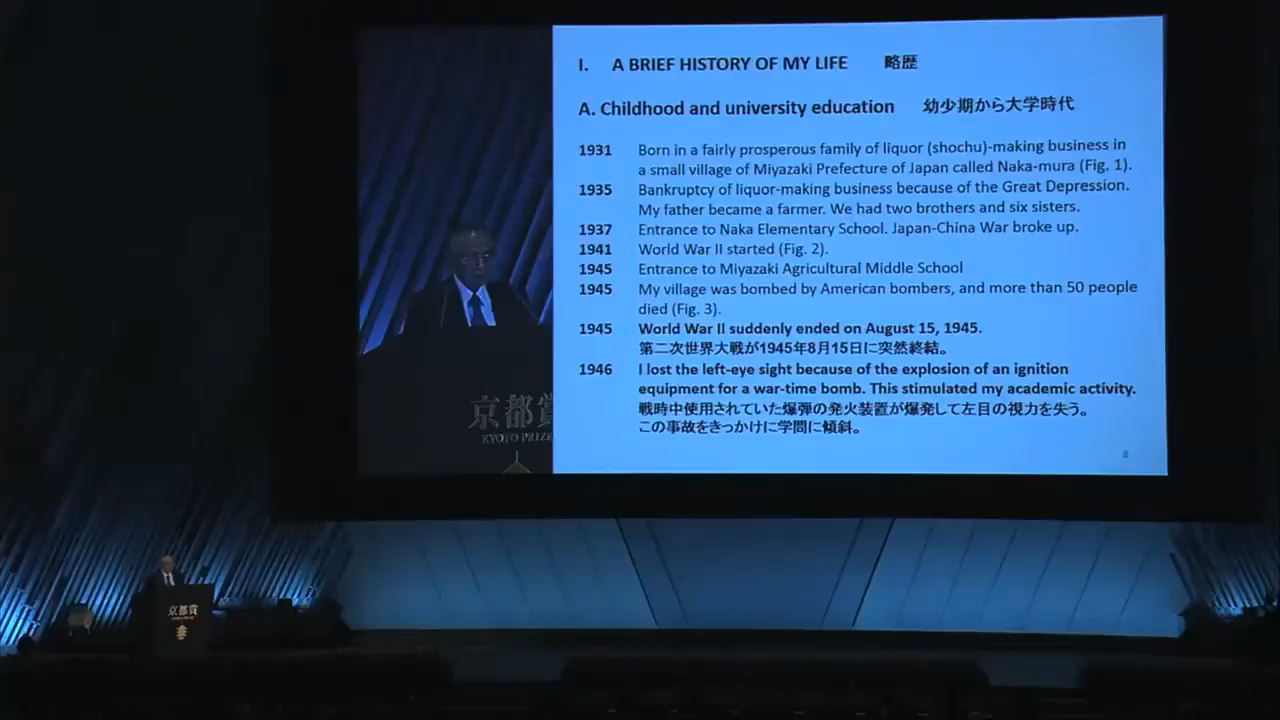 I. A BRIEF HISTORY OF MY LIFE 略歴
A. Childhood and university education 幼少期から大学時代
1931 Born in a fairly prosperous family of liquor (shochu)-making business in
a small village of Miyazaki Prefecture of Japan called Naka-mura (Fig. 1).
1935 Bankruptcy of liquor-making business because of the Great Depression.
My father became a farmer. We had two brothers and six sisters.
1937 Entrance to Naka Elementary School. Japan-China War broke up.
1941 World War II started (Fig. 2).
1945 Entrance to Miyazaki Agricultural Middle School
1945 My village was bombed by American bombers, and more than 50 people
died (Fig. 3).
1945 World War II suddenly ended on August 15, 1945.
第二次世界大戦が1945年8月15日に突然終結。
1946 I lost the left-eye sight because of the explosion of an ignition
equipment for a war-time bomb. This stimulated my academic activity.
戦時中使用されていた爆弾の発火装置が爆発して左目の視力を失う。
この事故をきっかけに学問に傾斜。
8
京都賞
KYOTO PRIZE
京都賞